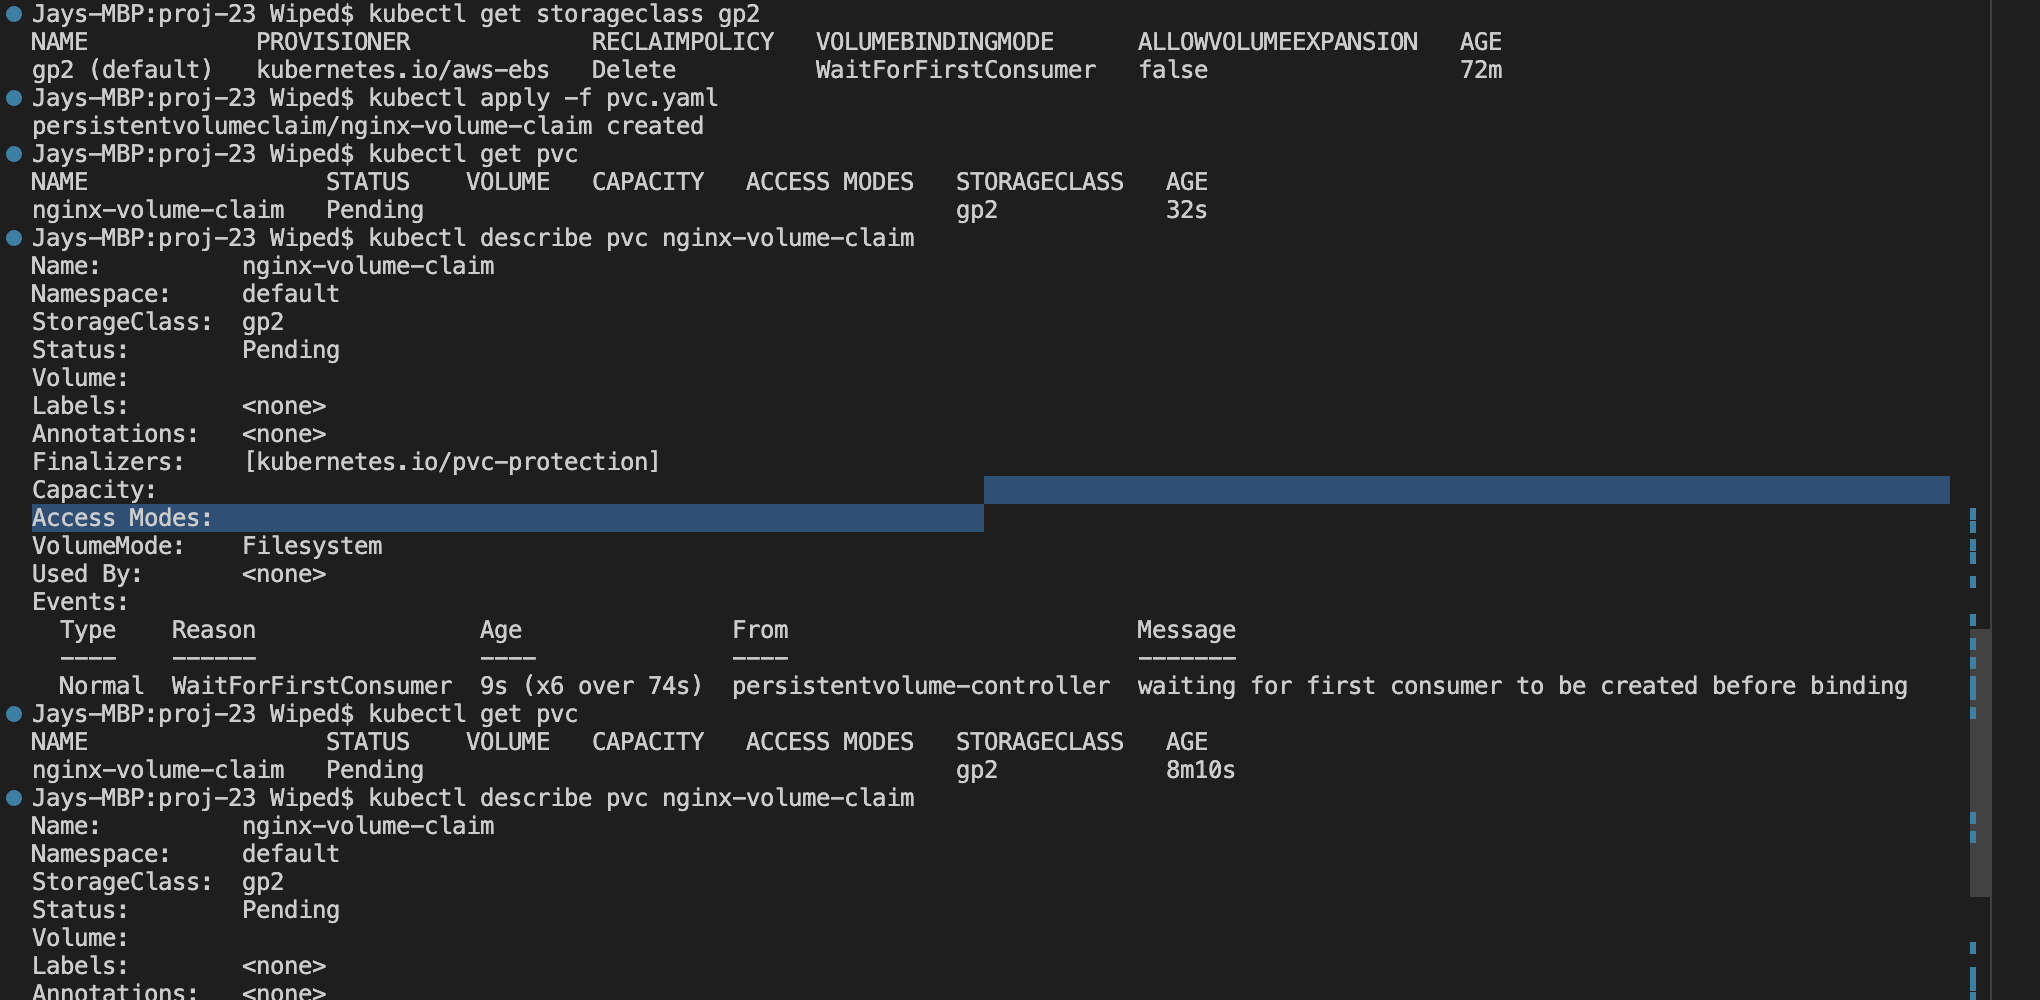 Jays-MBP:proj-23 Wiped$ kubectl get storageclass gp2
NAME            PROVISIONER             RECLAIMPOLICY   VOLUMEBINDINGMODE      ALLOWVOLUMEEXPANSION   AGE
gp2 (default)   kubernetes.io/aws-ebs   Delete          WaitForFirstConsumer   false                  72m
Jays-MBP:proj-23 Wiped$ kubectl apply -f pvc.yaml
persistentvolumeclaim/nginx-volume-claim created
Jays-MBP:proj-23 Wiped$ kubectl get pvc
NAME                 STATUS    VOLUME   CAPACITY   ACCESS MODES   STORAGECLASS   AGE
nginx-volume-claim   Pending                                      gp2            32s
Jays-MBP:proj-23 Wiped$ kubectl describe pvc nginx-volume-claim
Name:          nginx-volume-claim
Namespace:     default
StorageClass:  gp2
Status:        Pending
Volume:
Labels:        <none>
Annotations:   <none>
Finalizers:    [kubernetes.io/pvc-protection]
Capacity:
Access Modes:
VolumeMode:    Filesystem
Used By:       <none>
Events:
  Type    Reason                Age                From                         Message
  ----    ------                ----               ----                         -------
  Normal  WaitForFirstConsumer  9s (x6 over 74s)  persistentvolume-controller  waiting for first consumer to be created before binding
Jays-MBP:proj-23 Wiped$ kubectl get pvc
NAME                 STATUS    VOLUME   CAPACITY   ACCESS MODES   STORAGECLASS   AGE
nginx-volume-claim   Pending                                      gp2            8m10s
Jays-MBP:proj-23 Wiped$ kubectl describe pvc nginx-volume-claim
Name:          nginx-volume-claim
Namespace:     default
StorageClass:  gp2
Status:        Pending
Volume:
Labels:        <none>
Annotations:   <none>